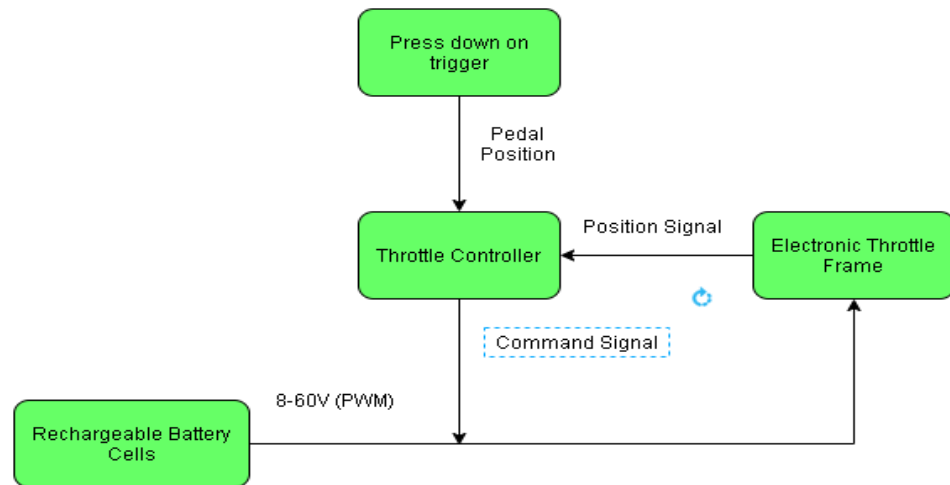 Press down on
trigger
Pedal
Position
Throttle Controller
Position Signal
Electronic Throttle
Frame
Command Signal
8-60V (PWM)
Rechargeable Battery
Cells